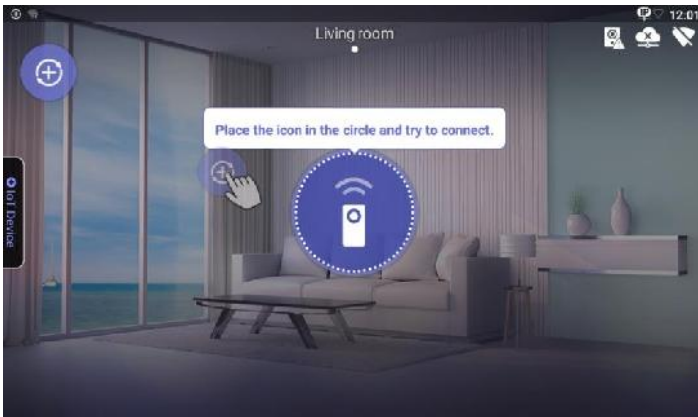 12:01
Living room
Place the icon in the circle and try to connect.
IoT Device